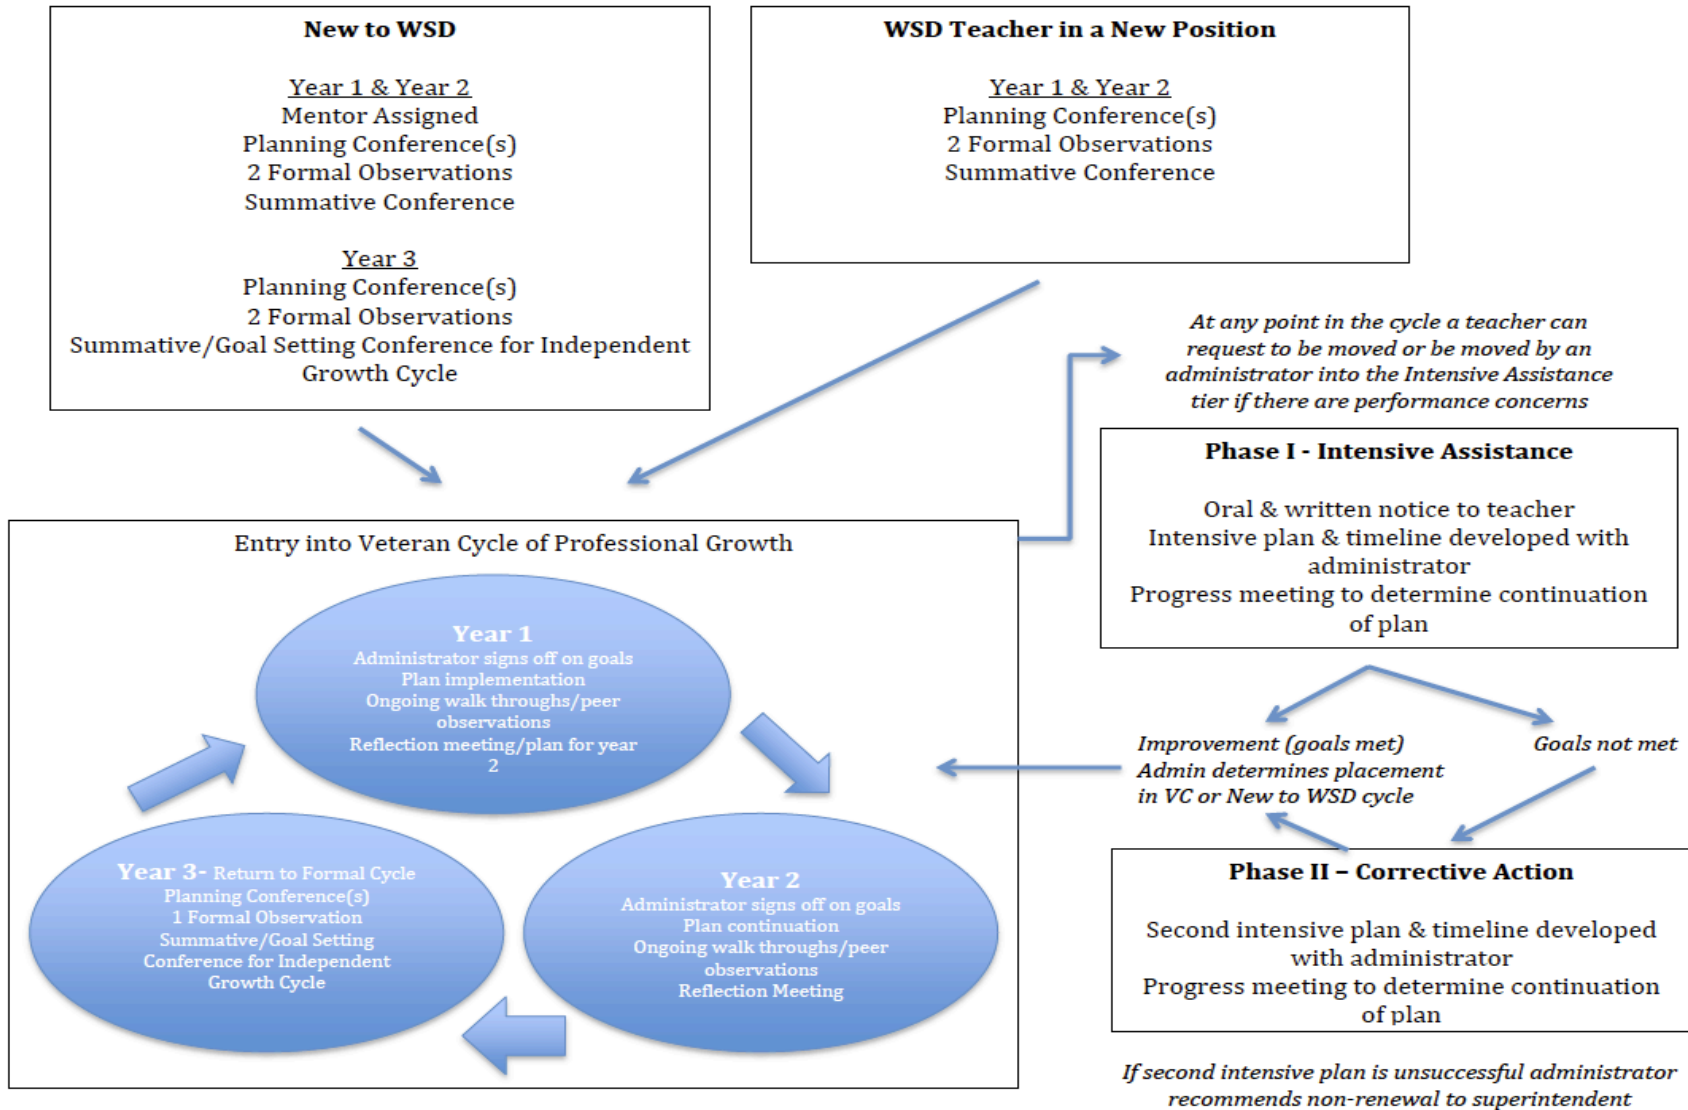 New to WSD
Year 1 & Year 2
Mentor Assigned
Planning Conference(s)
2 Formal Observations
Summative Conference
Year 3
Planning Conference(s)
2 Formal Observations
Summative/Goal Setting Conference for Independent
Growth Cycle
WSD Teacher in a New Position
Year 1 & Year 2
Planning Conference(s)
2 Formal Observations
Summative Conference
At any point in the cycle a teacher can
request to be moved or be moved by an
administrator into the Intensive Assistance
tier if there are performance concerns
Phase I - Intensive Assistance
Oral & written notice to teacher
Intensive plan & timeline developed with
administrator
Progress meeting to determine continuation
of plan
Entry into Veteran Cycle of Professional Growth
Year 1
Administrator signs off on goals
Plan implementation
Ongoing walk throughs/peer
observations
Reflection meeting/plan for year
2
Year 2
Administrator signs off on goals
Plan continuation
Ongoing walk throughs/peer
observations
Reflection Meeting
Year 3- Return to Formal Cycle
Planning Conference(s)
1 Formal Observation
Summative/Goal Setting
Conference for Independent
Growth Cycle
Improvement (goals met)
Admin determines placement
in VC or New to WSD cycle
Goals not met
Phase II – Corrective Action
Second intensive plan & timeline developed
with administrator
Progress meeting to determine continuation
of plan
If second intensive plan is unsuccessful administrator
recommends non-renewal to superintendent